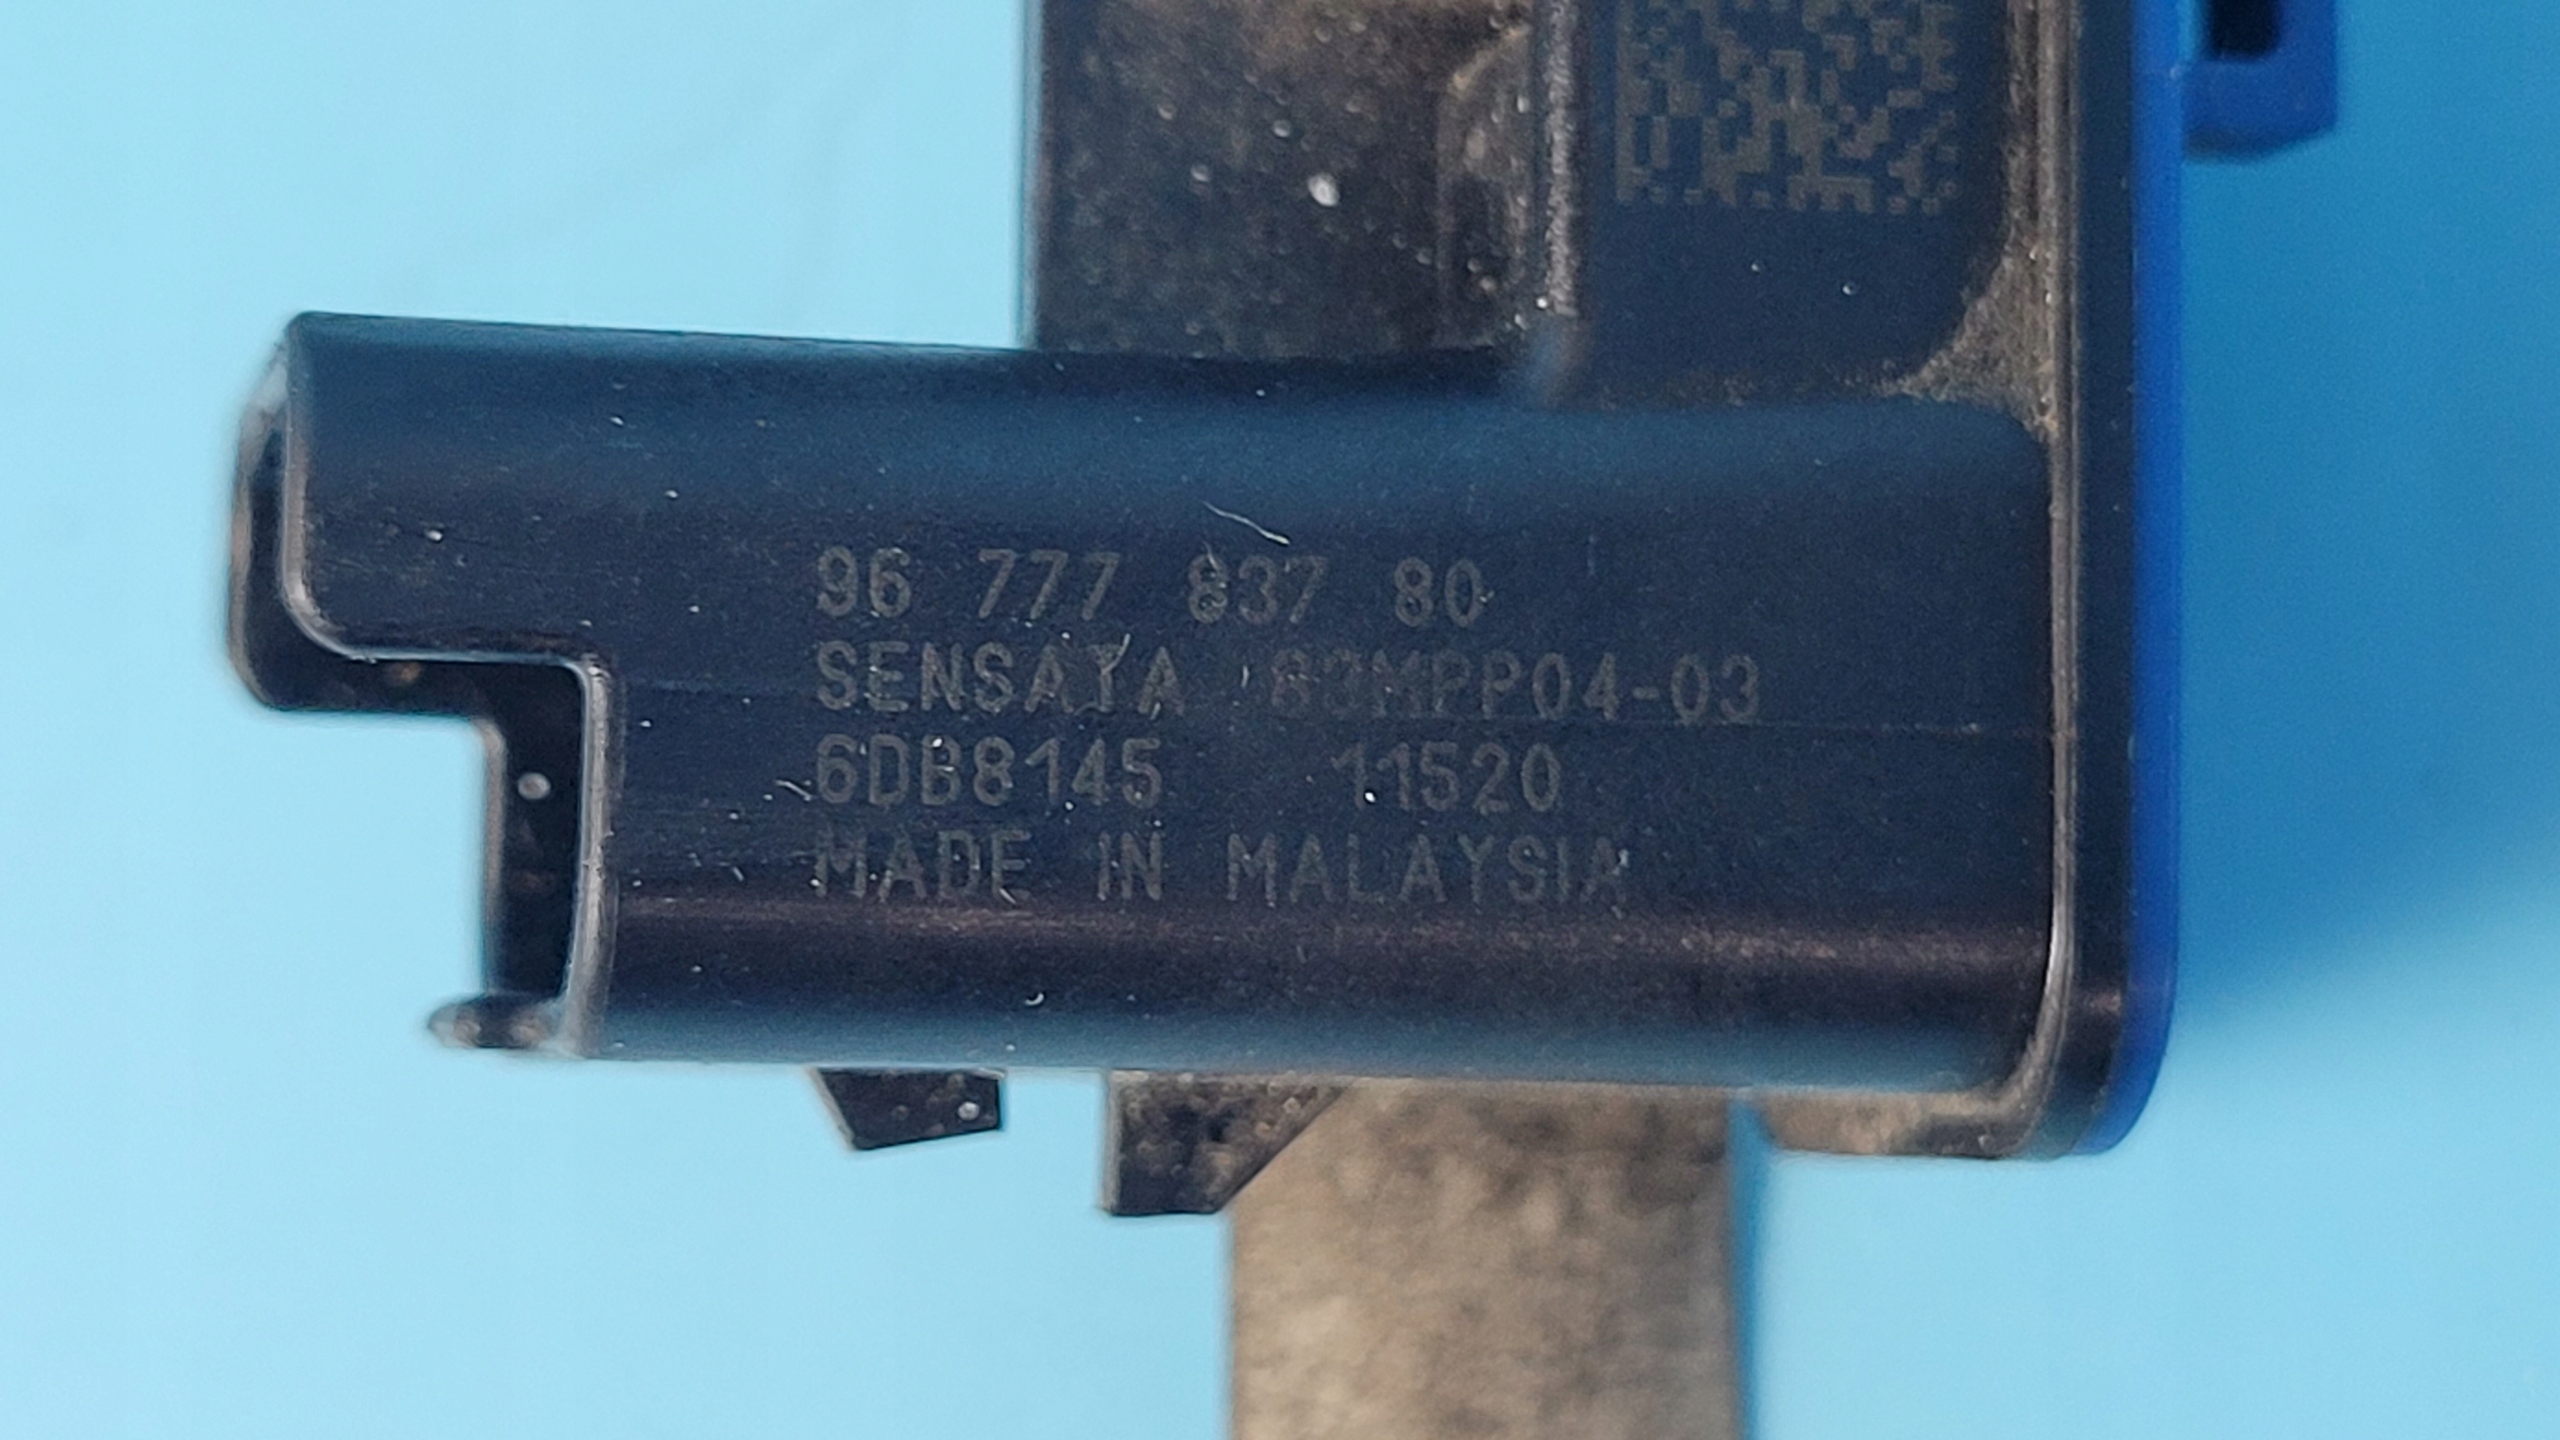 96 777 837 80
SENSATA 83MPP04-03
6DB8145 11520
MADE IN MALAYSIA